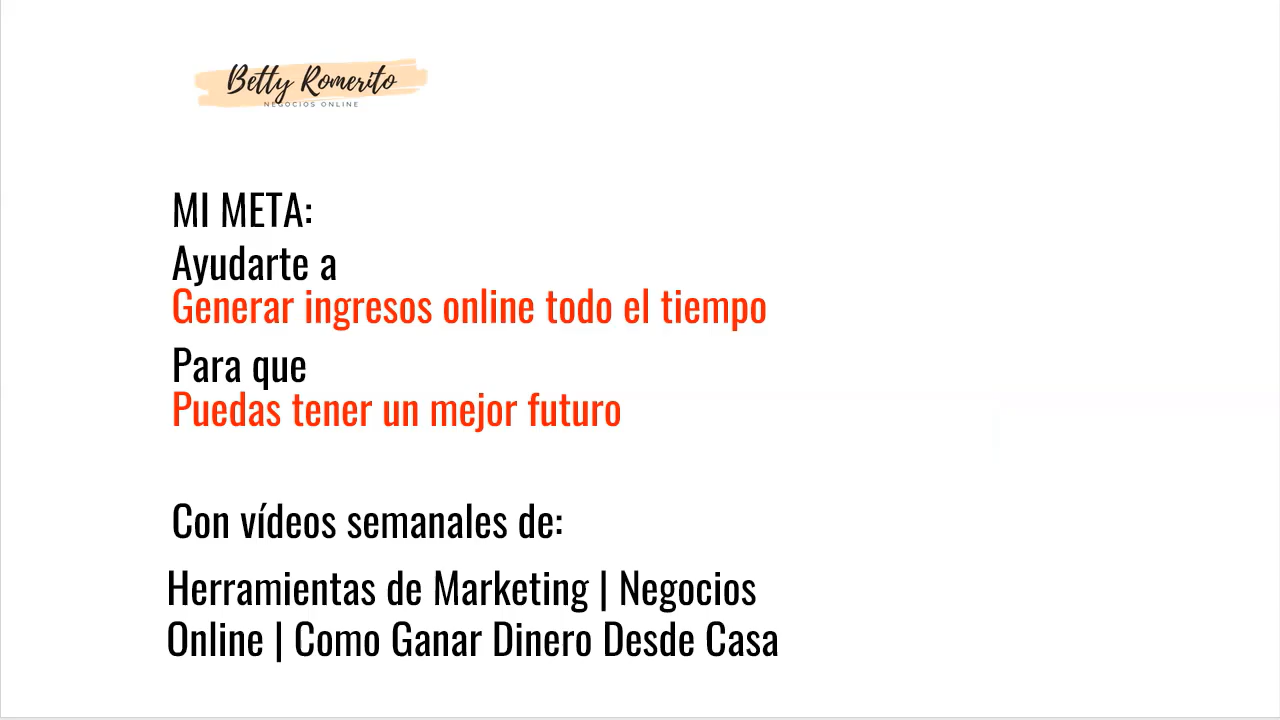 Betty Romerito
NEGOCIOS ONLINE
MI META:
Ayudarte a
Generar ingresos online todo el tiempo
Para que
Puedas tener un mejor futuro
Con vídeos semanales de:
Herramientas de Marketing | Negocios
Online | Como Ganar Dinero Desde Casa